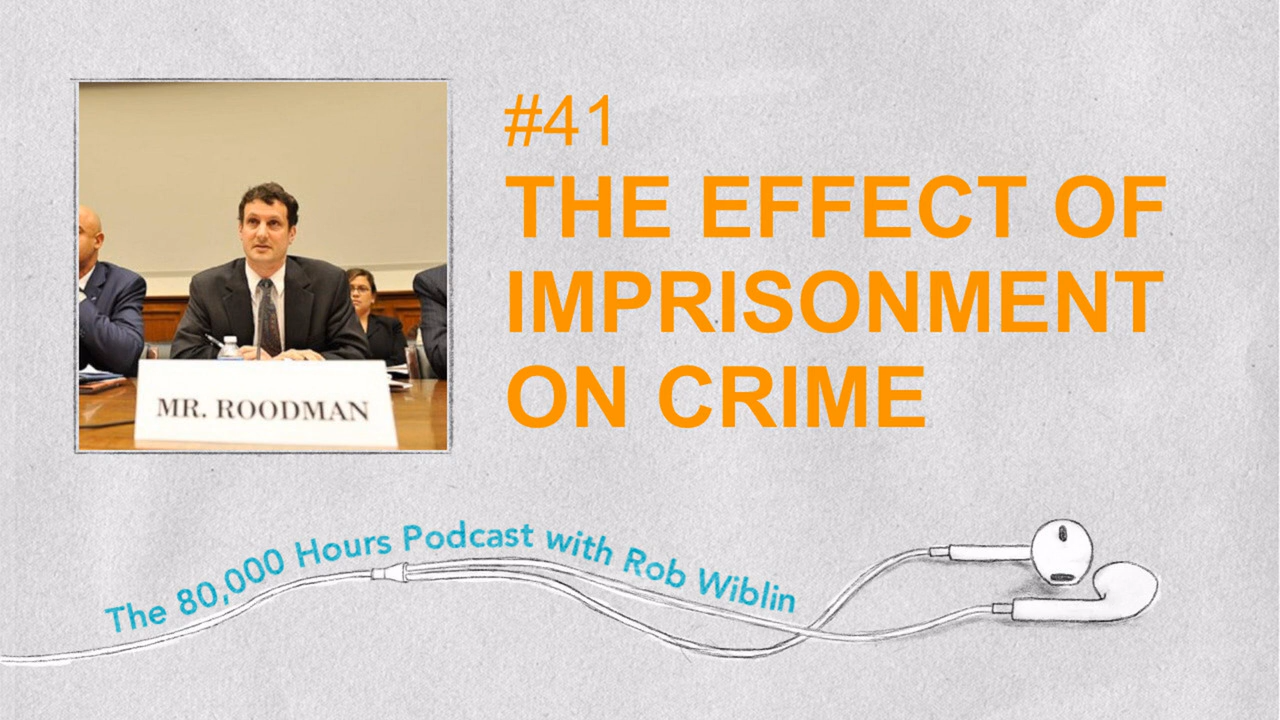 #41
THE EFFECT OF
IMPRISONMENT
ON CRIME
MR. ROODMAN
The 80,000 Hours Podcast with Rob Wiblin